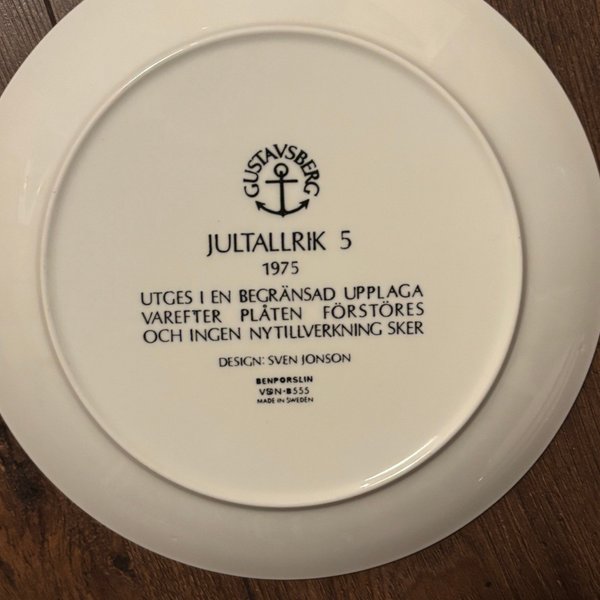 GUSTAVSBERG
JULTALLRIK 5
1975
UTGES I EN BEGRÄNSAD UPPLAGA
VAREFTER PLÅTEN FÖRSTÖRES
OCH INGEN NYTILLVERKNING SKER
DESIGN: SVEN JONSON
BENPORSLIN
MADE IN SWEDEN